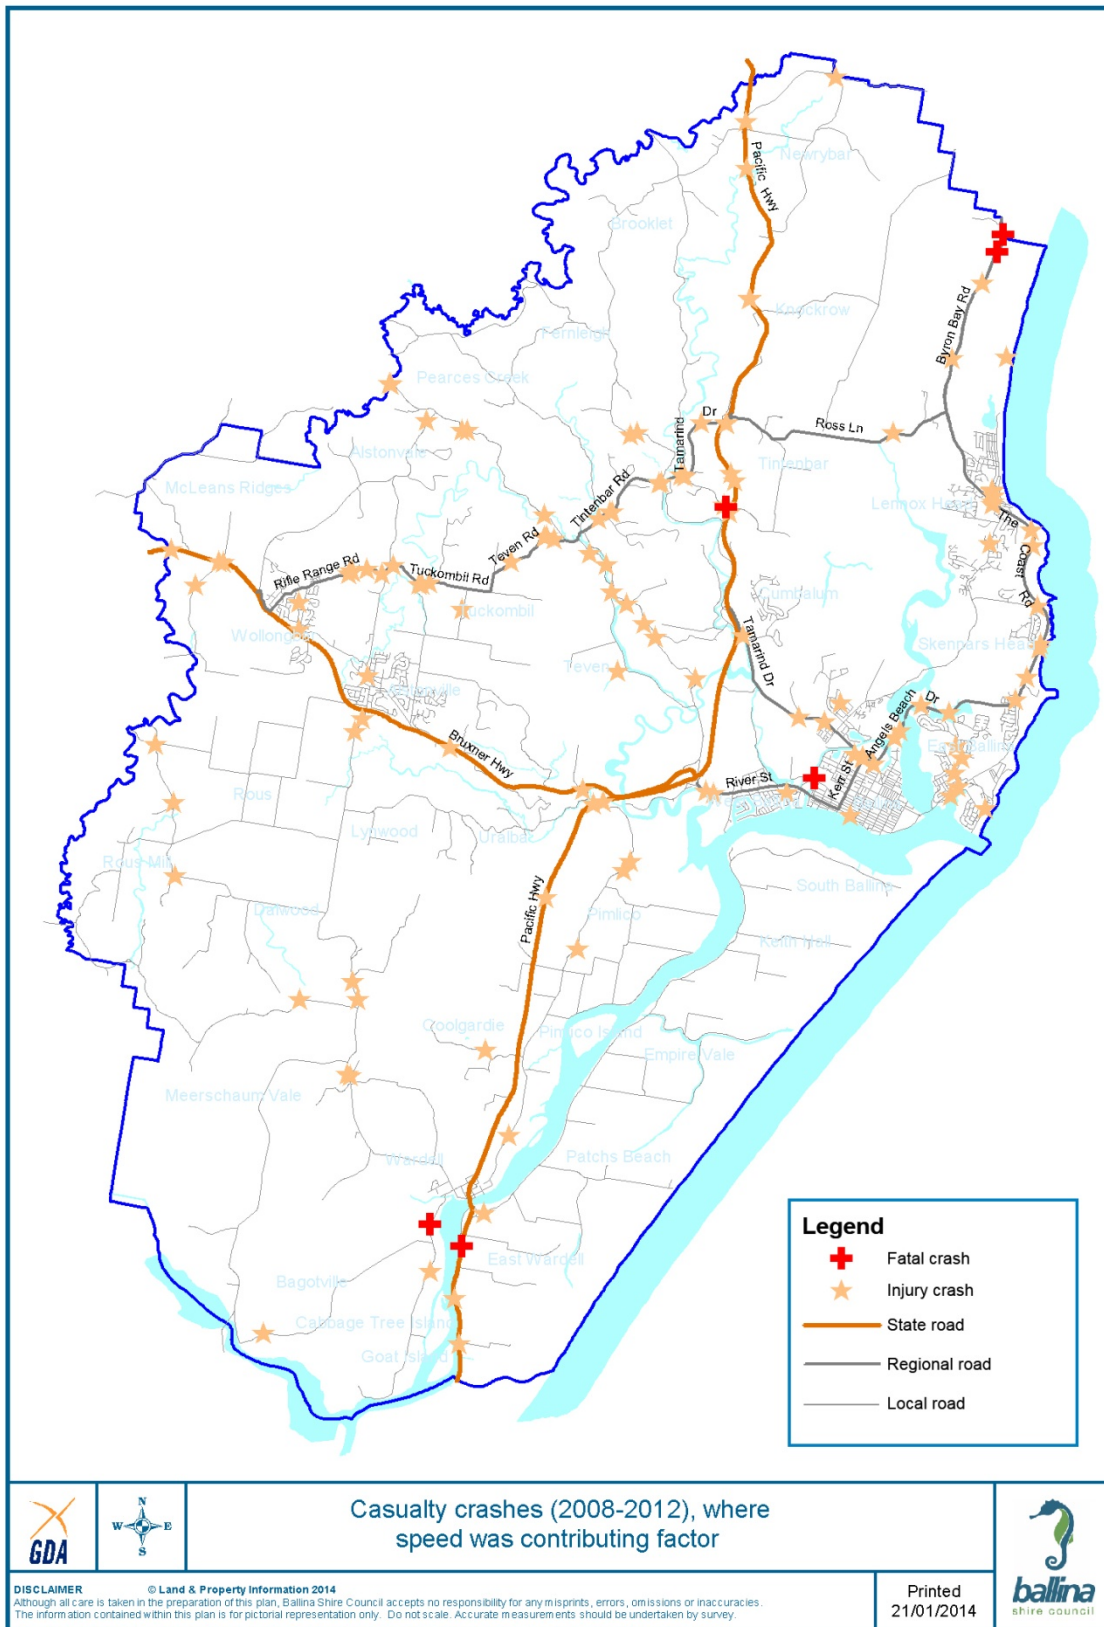 Newrybar
Pacific Hwy
Brooklet
Knockrow
Byron Bay Rd
Fernleigh
Pearces Creek
Dr
Ross Ln
Tamarind
Alstonvale
Tintenbar
McLeans Ridges
Tintenbar Rd
Lennox Head
The
Coast
Rd
Teven Rd
Rifle Range Rd
Tuckombil Rd
Tuckombil
Cumbalum
Wollongbar
Tamarind Dr
Skennars Head
Teven
Alstonville
Angels Beach
Dr
Bruxner Hwy
East Ballina
River St
Kerr St
Rous
Lynwood
Uralba
Rous Mill
Dalwood
Pacific Hwy
Pimlico
South Ballina
Keith Hall
Coolgardie
Pimlico Island
Empire Vale
Meerschaum Vale
Wardell
Patchs Beach
East Wardell
Bagotville
Cabbage Tree Island
Goat Island
Legend
Fatal crash
Injury crash
State road
Regional road
Local road
GDA
N
W E
S
Casualty crashes (2008-2012), where
speed was contributing factor
ballina
shire council
DISCLAIMER © Land & Property Information 2014
Although all care is taken in the preparation of this plan, Ballina Shire Council accepts no responsibility for any misprints, errors, omissions or inaccuracies.
The information contained within this plan is for pictorial representation only. Do not scale. Accurate measurements should be undertaken by survey.
Printed
21/01/2014